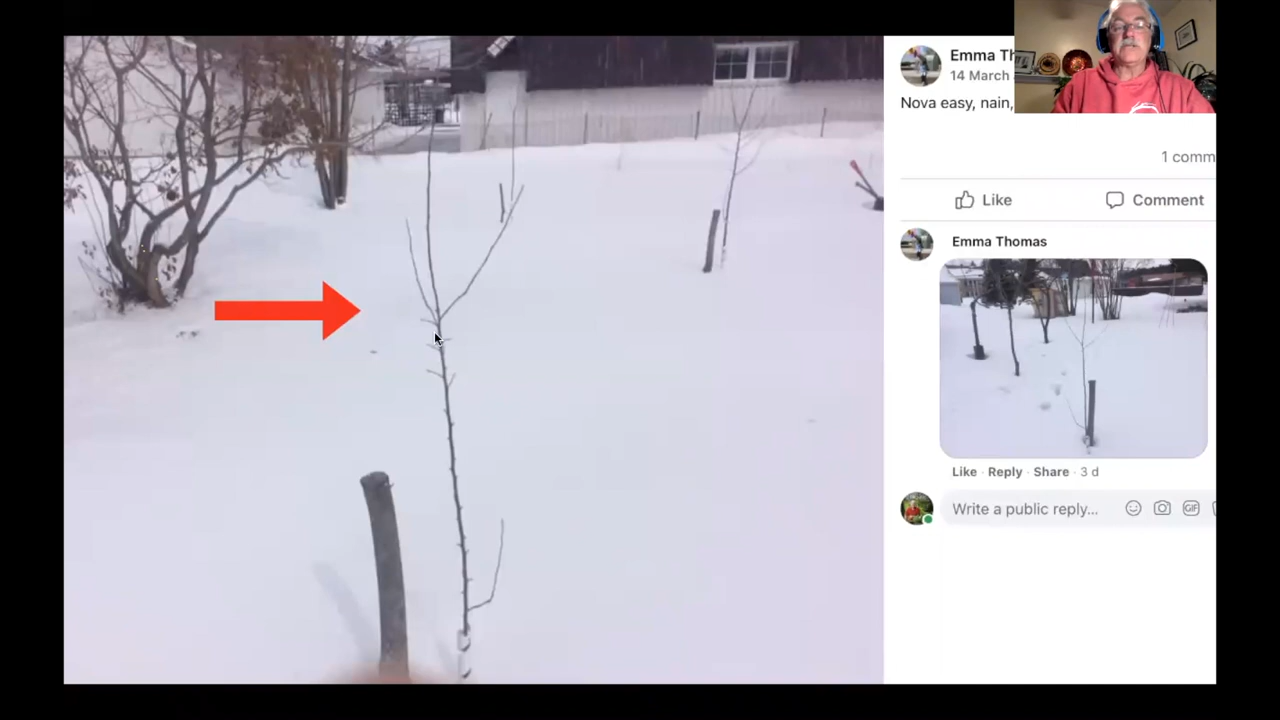 Emma Th
14 March
Nova easy, nain,
1 comm
Like
Comment
Emma Thomas
Like · Reply · Share · 3 d
Write a public reply...
GIF